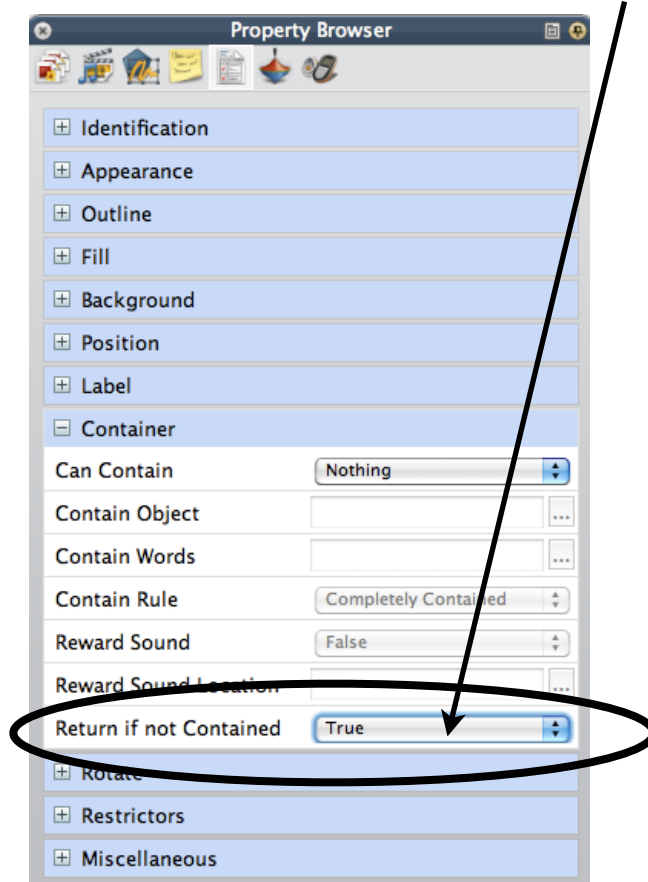 Property Browser
Identification
Appearance
Outline
Fill
Background
Position
Label
Container
Can Contain Nothing
Contain Object ...
Contain Words ...
Contain Rule Completely Contained
Reward Sound False
Reward Sound Location ...
Return if not Contained True
Rotate
Restrictors
Miscellaneous